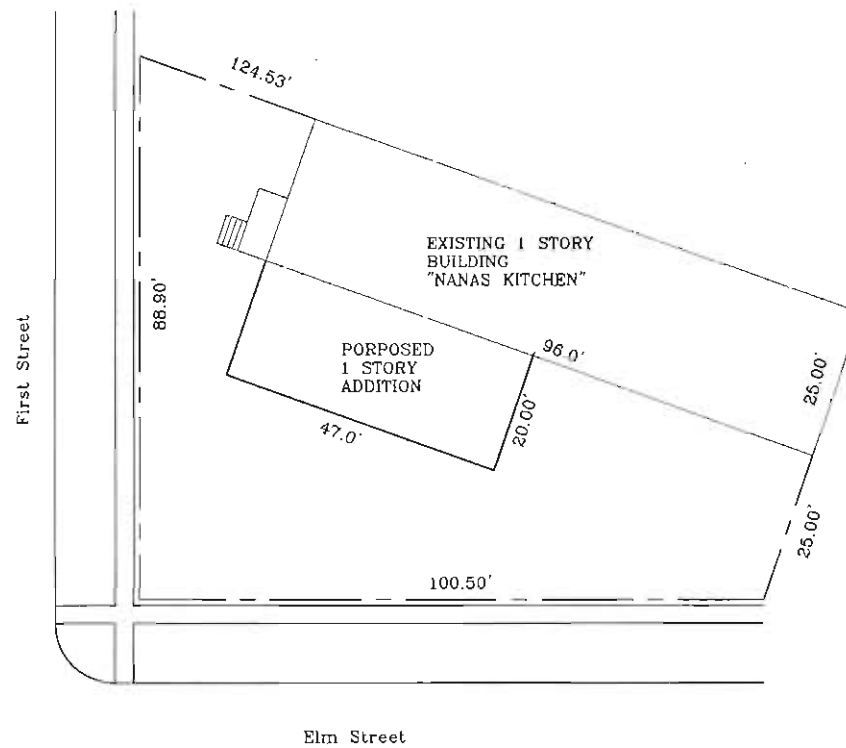 124.53'
EXISTING 1 STORY
BUILDING
"NANAS KITCHEN"
88.90'
First Street
PORPOSED
1 STORY
ADDITION
96.0'
25.00'
20.00'
47.0'
25.00'
100.50'
Elm Street